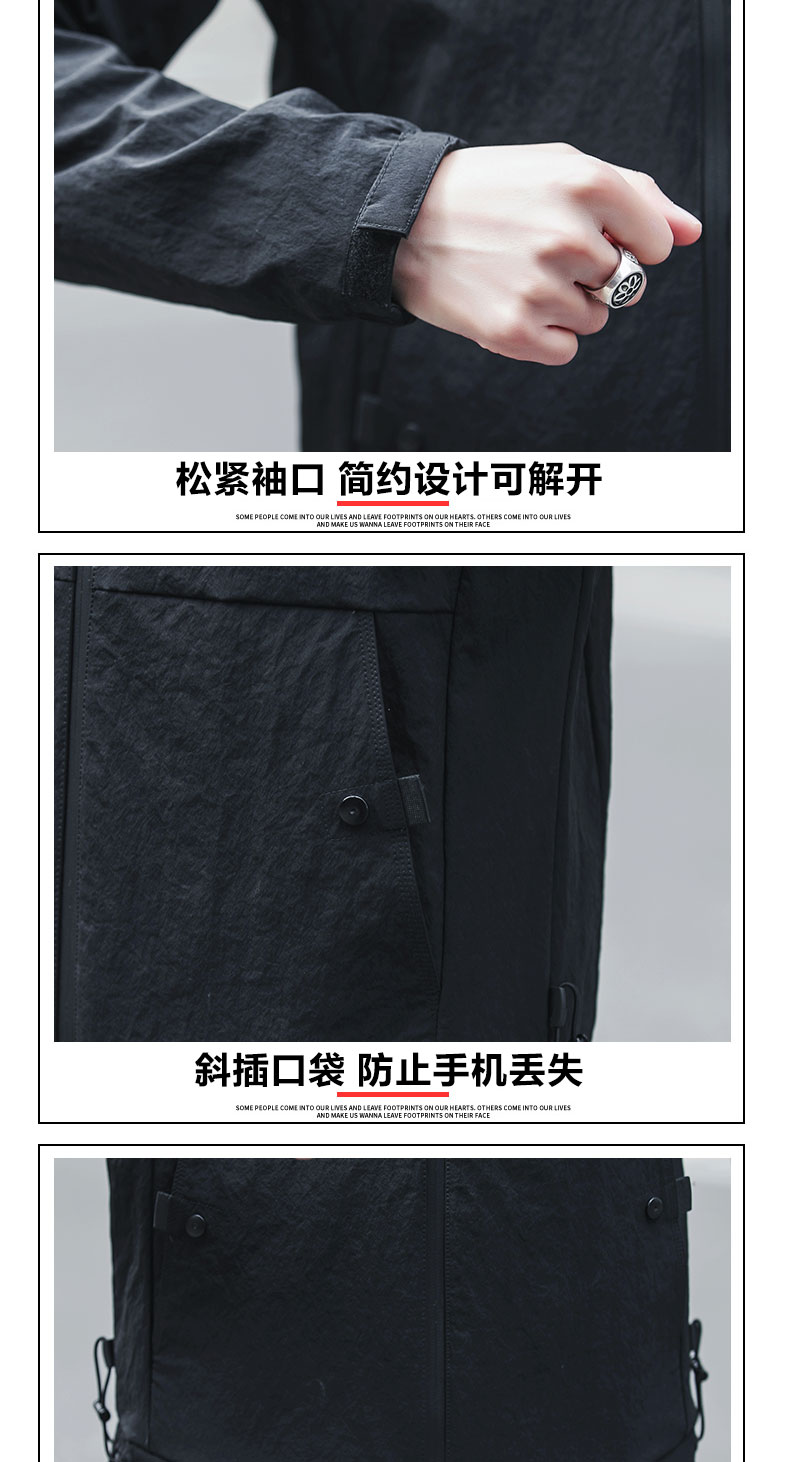 松紧袖口 简约设计可解开
SOME PEOPLE COME INTO OUR LIVES AND LEAVE FOOTPRINTS ON OUR HEARTS. OTHERS COME INTO OUR LIVES
AND MAKE US WANNA LEAVE FOOTPRINTS ON THEIR FACE
斜插口袋 防止手机丢失
SOME PEOPLE COME INTO OUR LIVES AND LEAVE FOOTPRINTS ON OUR HEARTS. OTHERS COME INTO OUR LIVES
AND MAKE US WANNA LEAVE FOOTPRINTS ON THEIR FACE